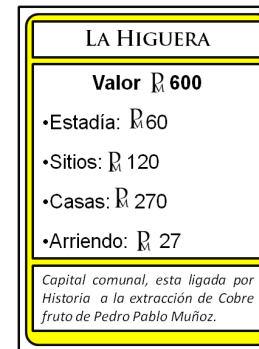 LA HIGUERA
Valor ₽M 600
•Estadía: ₽M 60
•Sitios: ₽M 120
•Casas: ₽M 270
•Arriendo: ₽M 27
Capital comunal, esta ligada por
Historia a la extracción de Cobre
fruto de Pedro Pablo Muñoz.